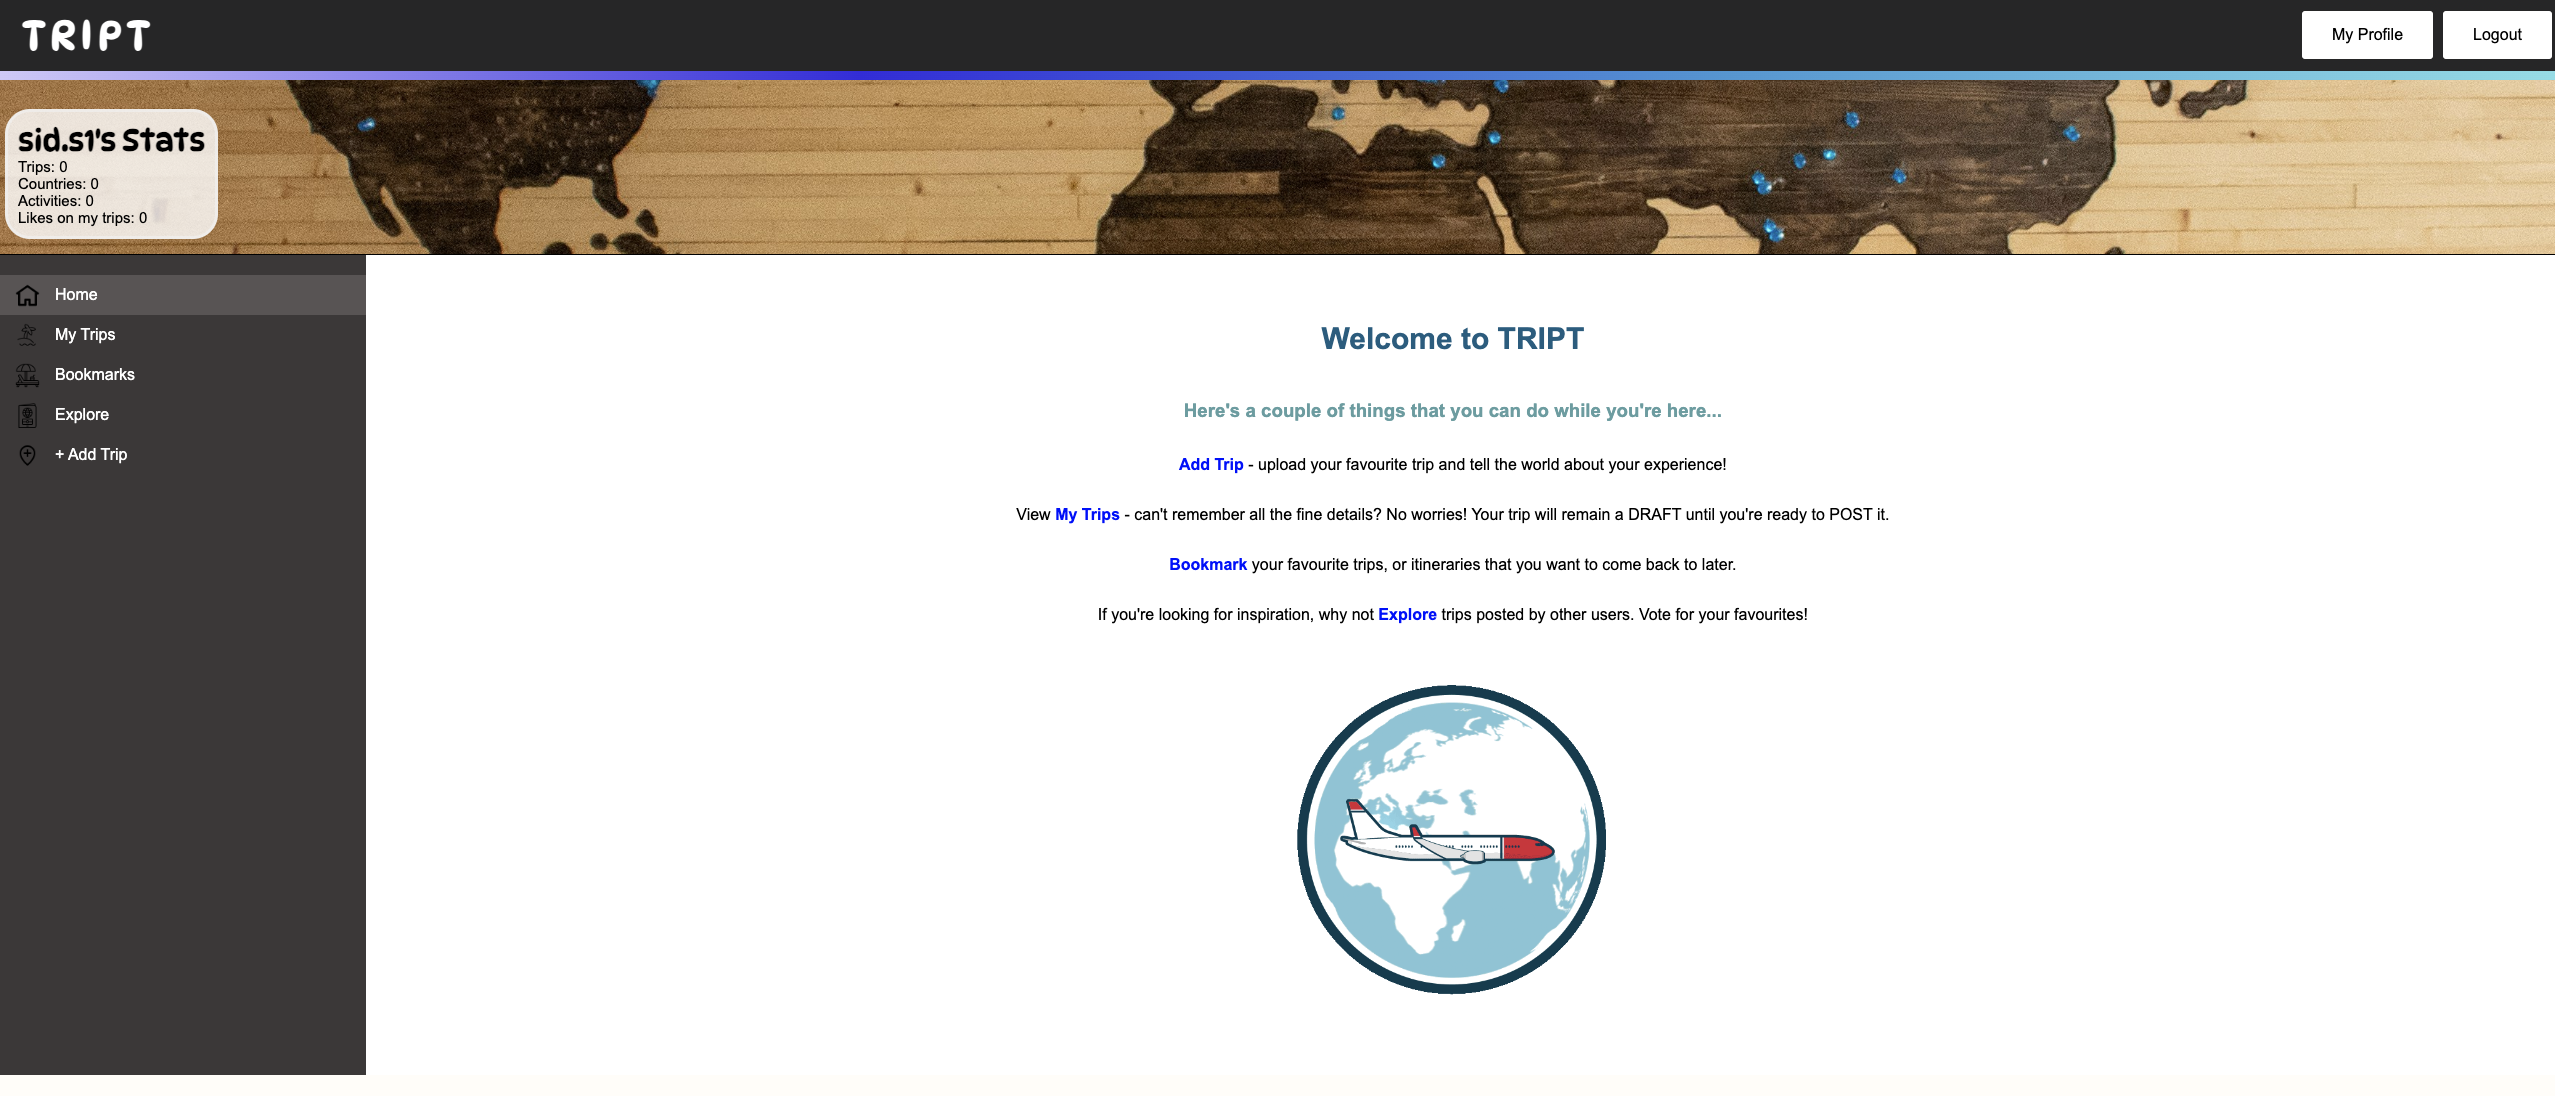 TRIPT
My Profile
Logout
sid.s1's Stats
Trips: 0
Countries: 0
Activities: 0
Likes on my trips: 0
Home
My Trips
Bookmarks
Explore
+ Add Trip
Welcome to TRIPT
Here's a couple of things that you can do while you're here...
Add Trip - upload your favourite trip and tell the world about your experience!
View My Trips - can't remember all the fine details? No worries! Your trip will remain a DRAFT until you're ready to POST it.
Bookmark your favourite trips, or itineraries that you want to come back to later.
If you're looking for inspiration, why not Explore trips posted by other users. Vote for your favourites!